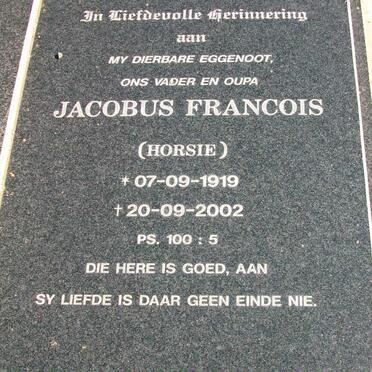 In Liefdevolle Herinnering
aan
MY DIERBARE EGGENOOT,
ONS VADER EN OUPA
JACOBUS FRANCOIS
(HORSIE)
* 07-09-1919
† 20-09-2002
PS. 100 : 5
DIE HERE IS GOED, AAN
SY LIEFDE IS DAAR GEEN EINDE NIE.